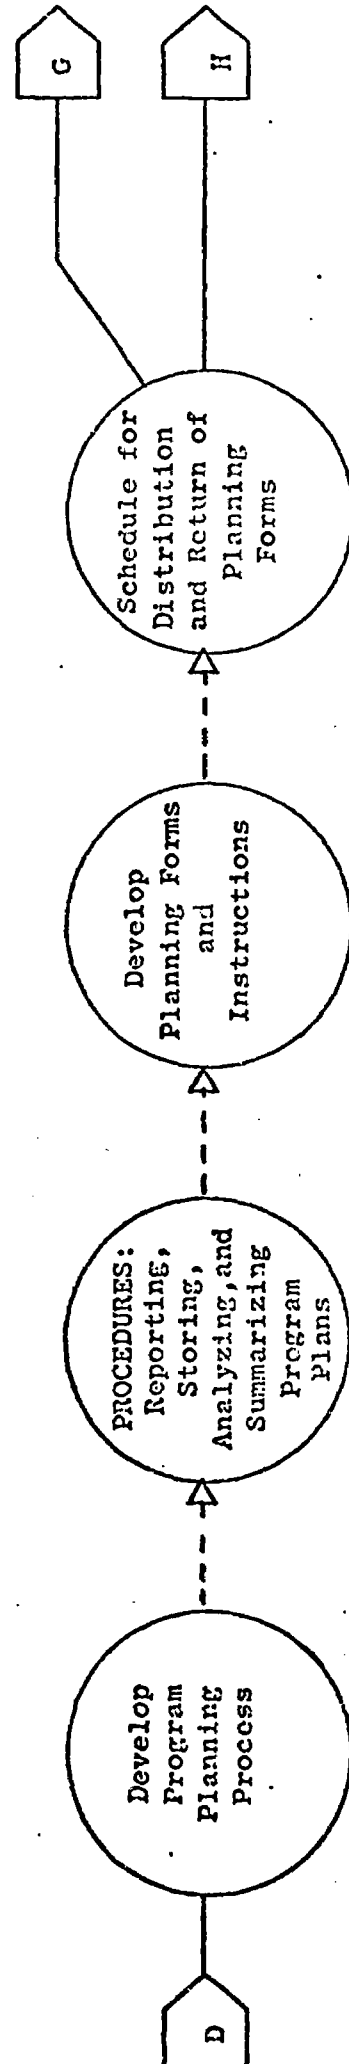 D
Develop
Program
Planning
Process
PROCEDURES:
Reporting,
Storing,
Analyzing, and
Summarizing
Program
Plans
Develop
Planning Forms
and
Instructions
Schedule for
Distribution
and Return of
Planning
Forms
G
H